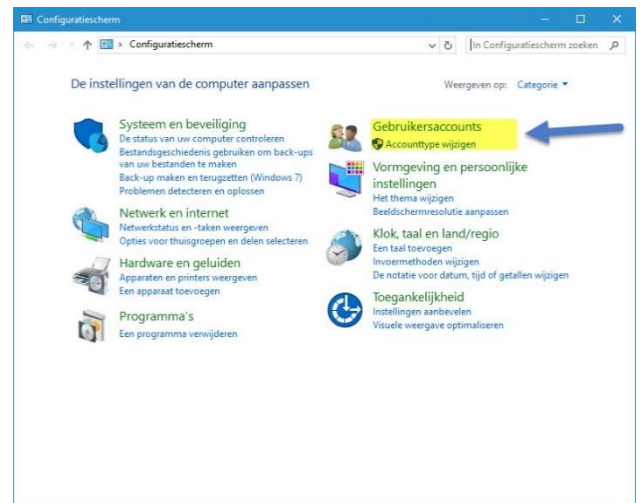 Configuratiescherm
Configuratiescherm
In Configuratiescherm zoeken
De instellingen van de computer aanpassen
Weergeven op: Categorie
Systeem en beveiliging
De status van uw computer controleren
Bestandsgeschiedenis gebruiken om back-ups
van uw bestanden te maken
Back-up maken en terugzetten (Windows 7)
Problemen detecteren en oplossen
Netwerk en internet
Netwerkstatus en -taken weergeven
Opties voor thuisgroepen en delen selecteren
Hardware en geluiden
Apparaten en printers weergeven
Een apparaat toevoegen
Programma's
Een programma verwijderen
Gebruikersaccounts
Accounttype wijzigen
Vormgeving en persoonlijke
instellingen
Het thema wijzigen
Beeldschermresolutie aanpassen
Klok, taal en land/regio
Een taal toevoegen
Invoermethoden wijzigen
De notatie voor datum, tijd of getallen wijzigen
Toegankelijkheid
Instellingen aanbevelen
Visuele weergave optimaliseren